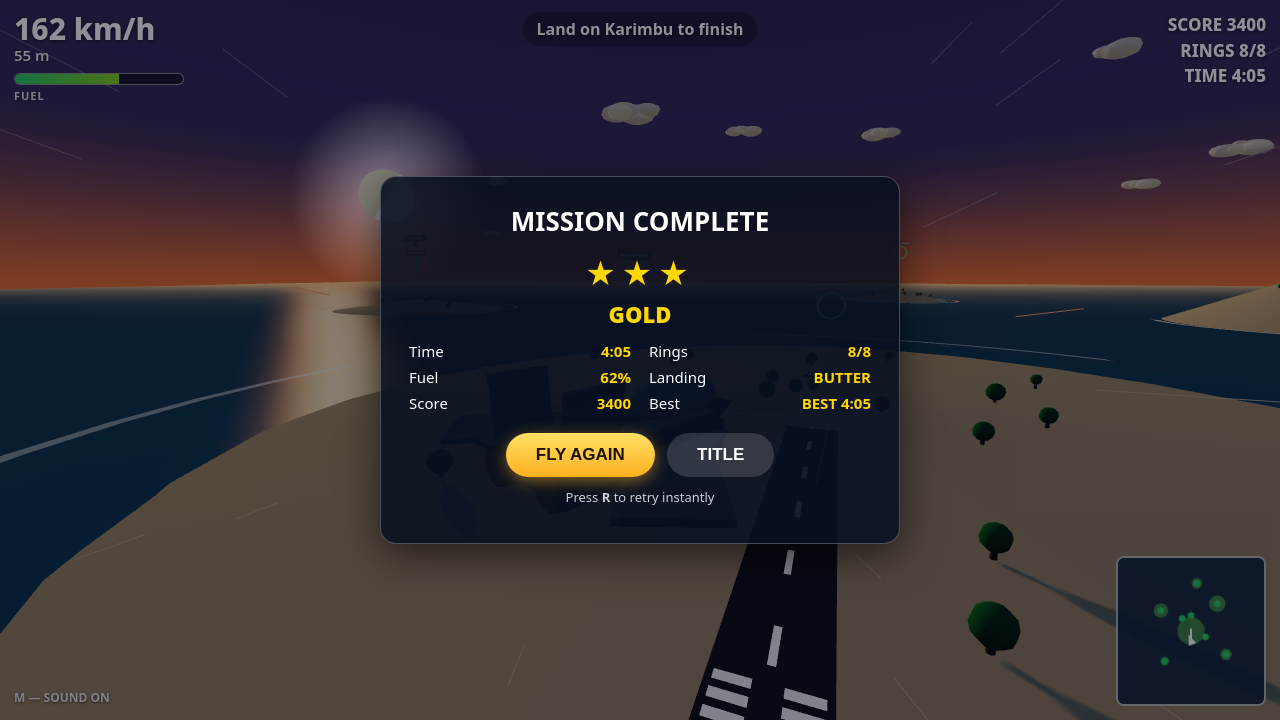 162 km/h
55 m
FUEL
Land on Karimbu to finish
SCORE 3400
RINGS 8/8
TIME 4:05
MISSION COMPLETE
★ ★ ★
GOLD
Time 4:05 Rings 8/8
Fuel 62% Landing BUTTER
Score 3400 Best BEST 4:05
FLY AGAIN TITLE
Press R to retry instantly
M — SOUND ON